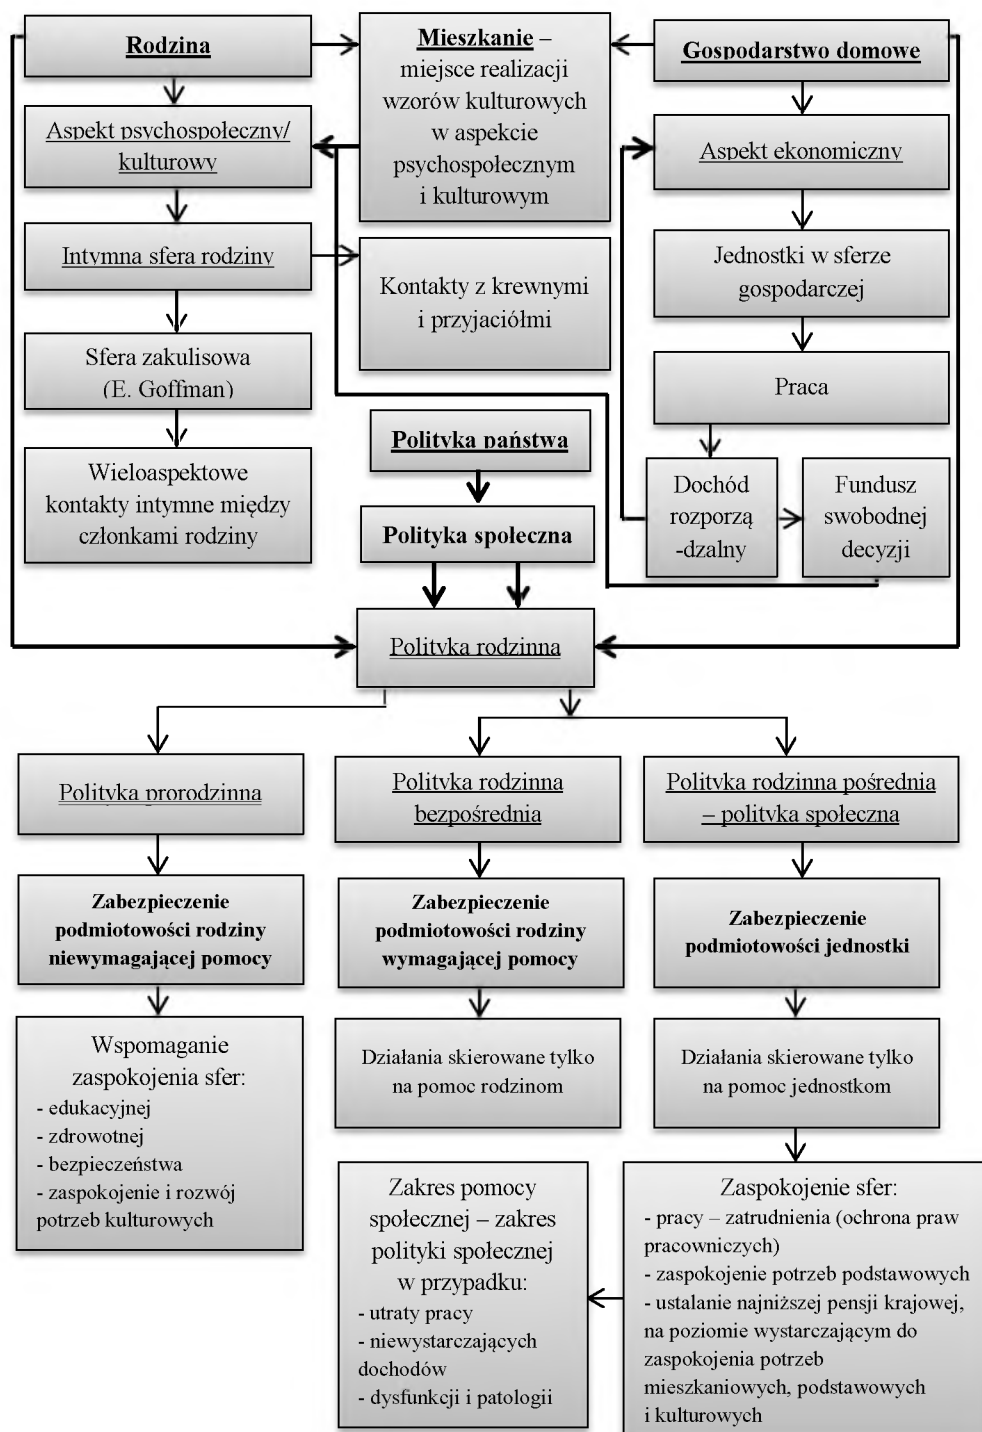 Rodzina
Mieszkanie –
miejsce realizacji
wzorów kulturowych
w aspekcie
psychospołecznym
i kulturowym
Gospodarstwo domowe
Aspekt psychospołeczny/
kulturowy
Aspekt ekonomiczny
Intymna sfera rodziny
Kontakty z krewnymi
i przyjaciółmi
Jednostki w sferze
gospodarczej
Sfera zakulisowa
(E. Goffman)
Praca
Wieloaspektowe
kontakty intymne między
członkami rodziny
Polityka państwa
Dochód
rozporzą
-dzalny
Fundusz
swobodnej
decyzji
Polityka społeczna
Polityka rodzinna
Polityka prorodzinna
Polityka rodzinna
bezpośrednia
Polityka rodzinna pośrednia
– polityka społeczna
Zabezpieczenie
podmiotowości rodziny
niewymagającej pomocy
Zabezpieczenie
podmiotowości rodziny
wymagającej pomocy
Zabezpieczenie
podmiotowości jednostki
Wspomaganie
zaspokojenia sfer:
- edukacyjnej
- zdrowotnej
- bezpieczeństwa
- zaspokojenie i rozwój
potrzeb kulturowych
Działania skierowane tylko
na pomoc rodzinom
Działania skierowane tylko
na pomoc jednostkom
Zakres pomocy
społecznej – zakres
polityki społecznej
w przypadku:
- utraty pracy
- niewystarczających
dochodów
- dysfunkcji i patologii
Zaspokojenie sfer:
- pracy – zatrudnienia (ochrona praw
pracowniczych)
- zaspokojenie potrzeb podstawowych
- ustalanie najniższej pensji krajowej,
na poziomie wystarczającym do
zaspokojenia potrzeb
mieszkaniowych, podstawowych
i kulturowych